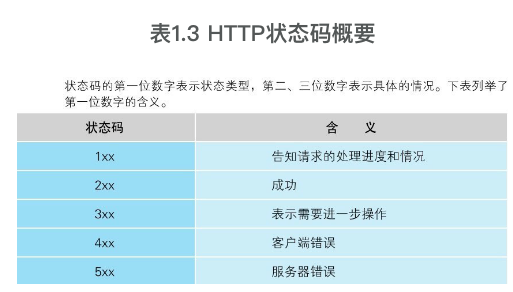 表1.3 HTTP状态码概要
状态码的第一位数字表示状态类型，第二、三位数字表示具体的情况。下表列举了
第一位数字的含义。
状态码 含 义
1xx 告知请求的处理进度和情况
2xx 成功
3xx 表示需要进一步操作
4xx 客户端错误
5xx 服务器错误